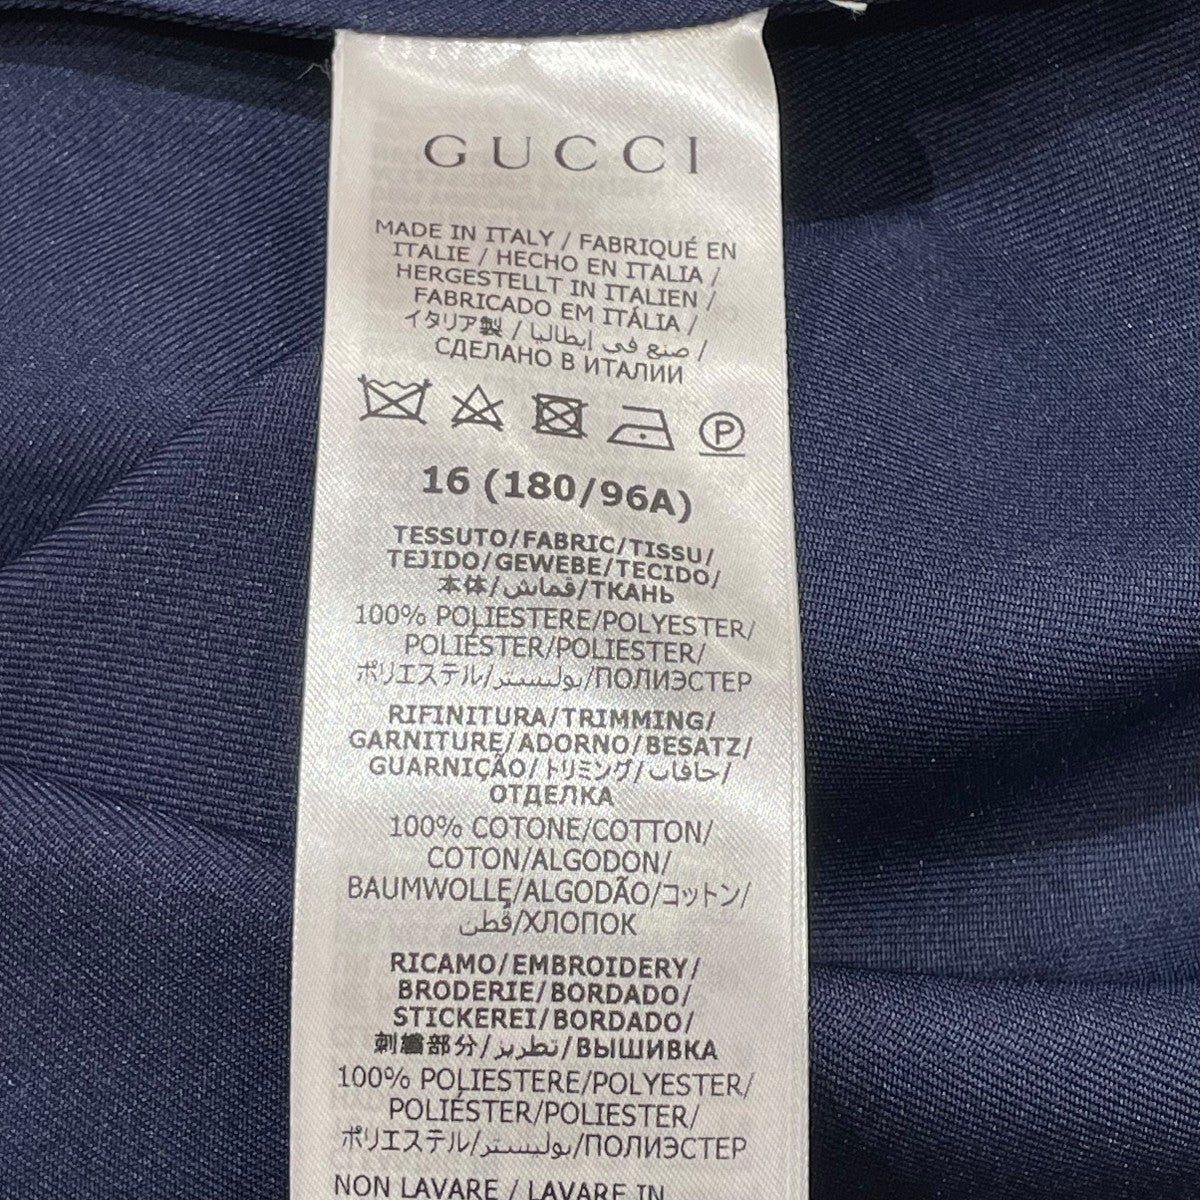 GUCCI
MADE IN ITALY / FABRIQUÉ EN
ITALIE / HECHO EN ITALIA /
HERGESTELLT IN ITALIEN /
FABRICADO EM ITÁLIA /
イタリア製 / صنع في إيطاليا /
СДЕЛАНО В ИТАЛИИ
P
16 (180/96A)
TESSUTO/FABRIC/TISSU/
TEJIDO/GEWEBE/TECIDO/
本体/قماش/ТКАНЬ
100% POLIESTERE/POLYESTER/
POLIÉSTER/POLIESTER/
ポリエステル/بوليستر/ПОЛИЭСТЕР
RIFINITURA/TRIMMING/
GARNITURE/ADORNO/BESATZ/
GUARNIÇÃO/トリミング/حافات/
ОТДЕЛКА
100% COTONE/COTTON/
COTON/ALGODON/
BAUMWOLLE/ALGODÃO/コットン/
قُطن/ХЛОПОК
RICAMO/EMBROIDERY/
BRODERIE/BORDADO/
STICKEREI/BORDADO/
刺繍部分/تطريز/ВЫШИВКА
100% POLIESTERE/POLYESTER/
POLIÉSTER/POLIESTER/
ポリエステル/بوليستر/ПОЛИЭСТЕР
NON LAVARE / LAVARE IN